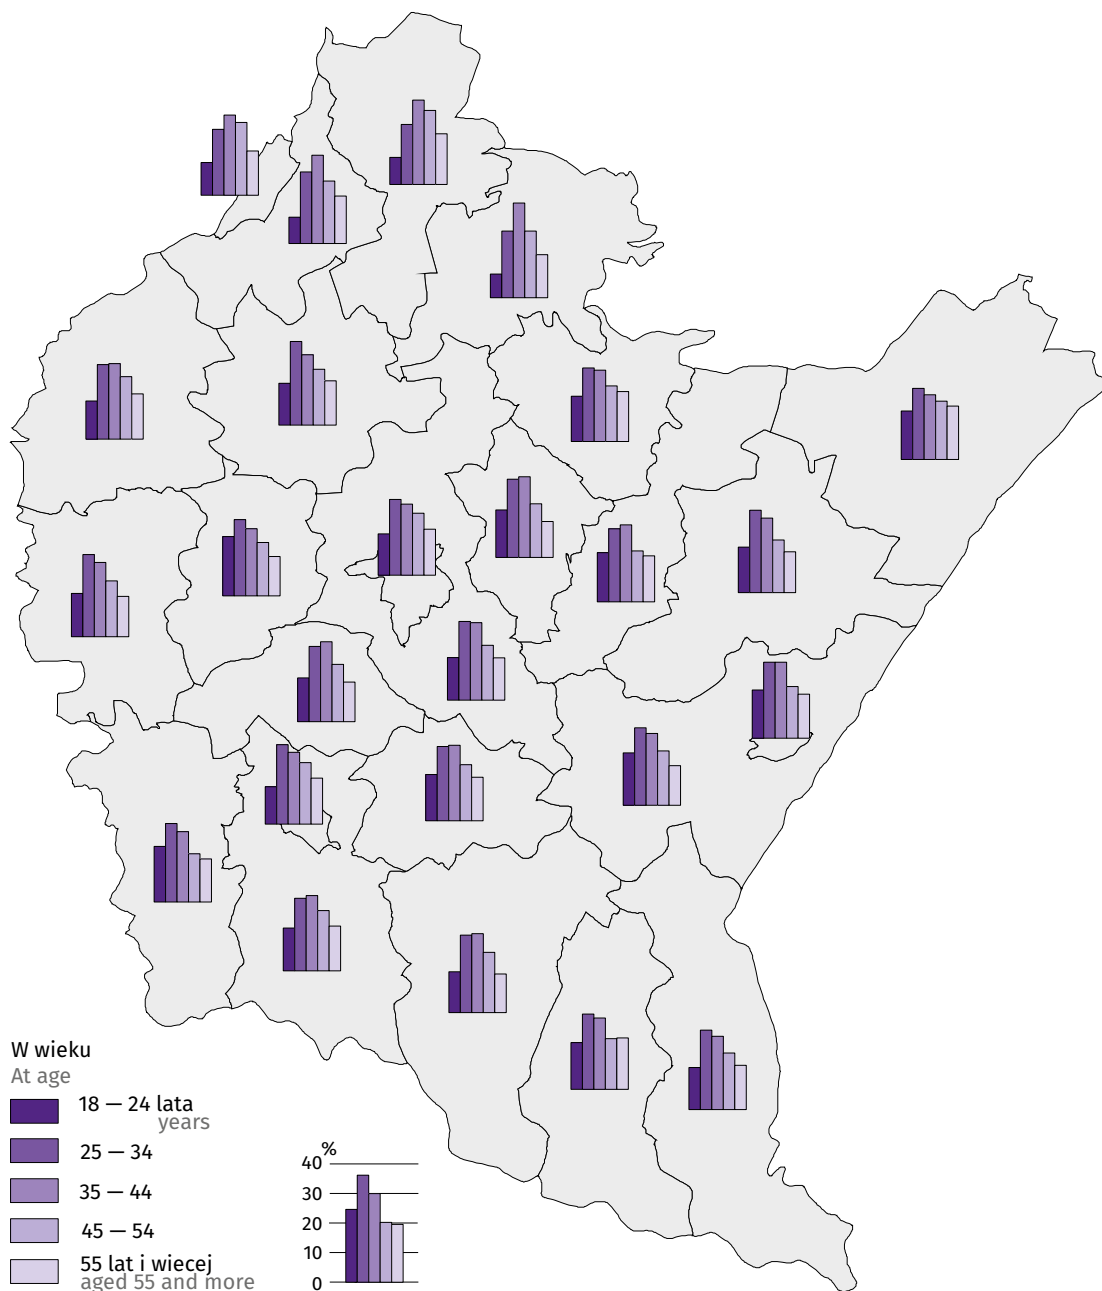 W wieku
At age
18 — 24 lata
years
25 — 34
35 — 44
45 — 54
55 lat i wiecej
aged 55 and more
%
40
30
20
10
0